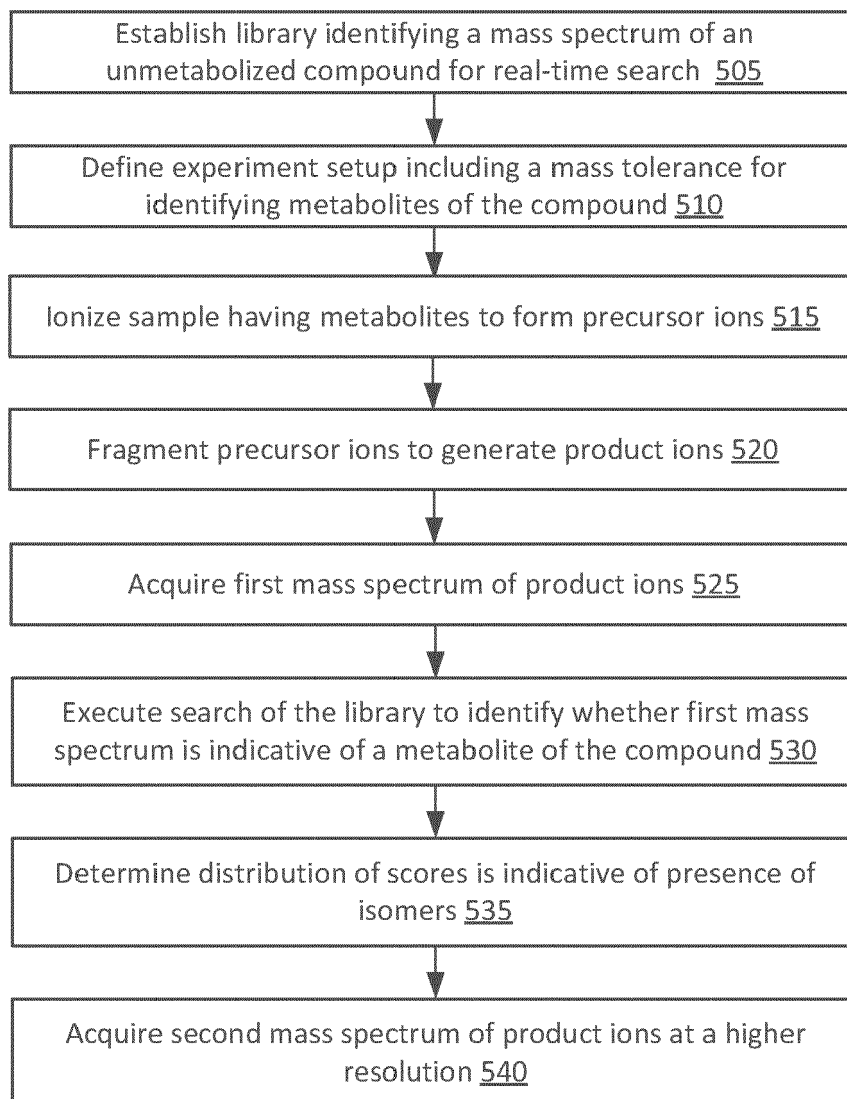 Establish library identifying a mass spectrum of an
unmetabolized compound for real-time search 505
Define experiment setup including a mass tolerance for
identifying metabolites of the compound 510
Ionize sample having metabolites to form precursor ions 515
Fragment precursor ions to generate product ions 520
Acquire first mass spectrum of product ions 525
Execute search of the library to identify whether first mass
spectrum is indicative of a metabolite of the compound 530
Determine distribution of scores is indicative of presence of
isomers 535
Acquire second mass spectrum of product ions at a higher
resolution 540